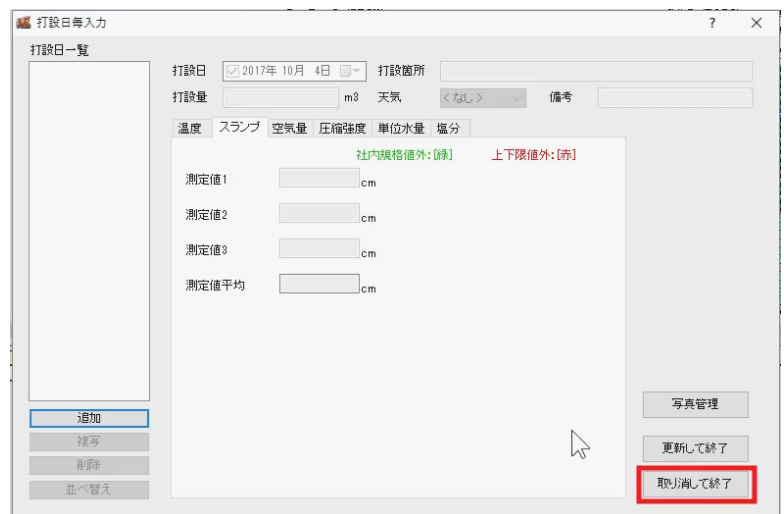 打設日毎入力 ? ×
打設日一覧
打設日 2017年 10月 4日 打設箇所
打設量 m3 天気 <なし> 備考
温度 スランプ 空気量 圧縮強度 単位水量 塩分
社内規格値外:[緑] 上下限値外:[赤]
測定値1 cm
測定値2 cm
測定値3 cm
測定値平均 cm
写真管理
追加
複写
更新して終了
削除
取り消して終了
並べ替え